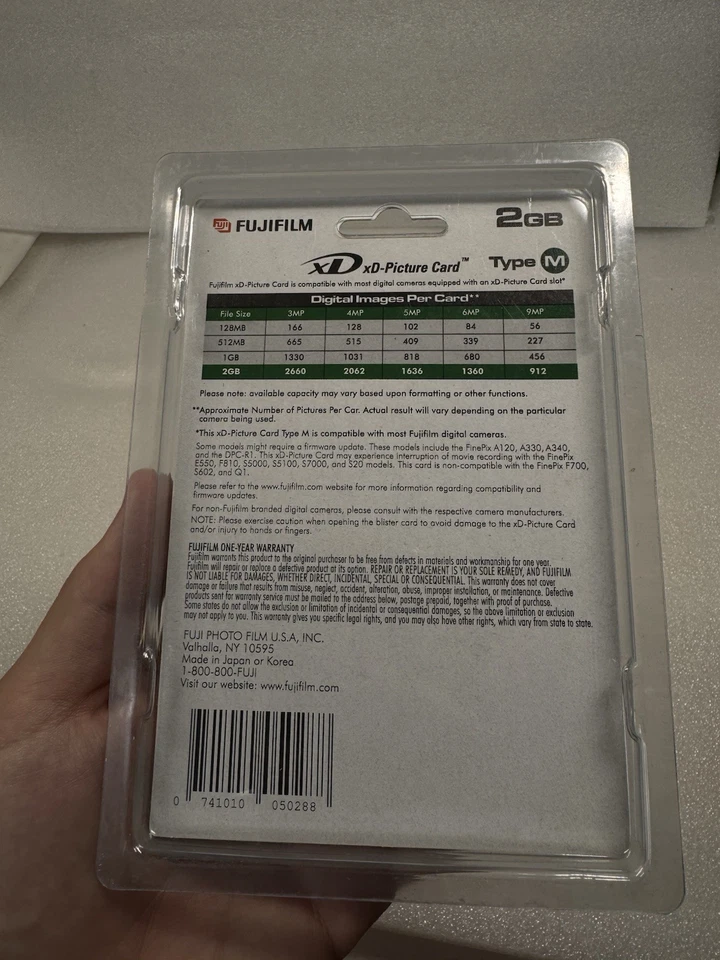 FUJI FUJIFILM
2GB
xD xD-Picture Card™ Type M
Fujifilm xD-Picture Card is compatible with most digital cameras equipped with an xD-Picture Card slot*
Digital Images Per Card**
File Size 3MP 4MP 5MP 6MP 9MP
128MB 166 128 102 84 56
512MB 665 515 409 339 227
1GB 1330 1031 818 680 456
2GB 2660 2062 1636 1360 912
Please note: available capacity may vary based upon formatting or other functions.
**Approximate Number of Pictures Per Car. Actual result will vary depending on the particular
camera being used.
*This xD-Picture Card Type M is compatible with most Fujifilm digital cameras.
Some models might require a firmware update. These models include the FinePix A120, A330, A340,
and the DPC-R1. This xD-Picture Card may experience interruption of movie recording with the FinePix
E550, F810, S5000, S5100, S7000, and S20 models. This card is non-compatible with the FinePix F700,
S602, and Q1.
Please refer to the www.fujifilm.com website for more information regarding compatibility and
firmware updates.
For non-Fujifilm branded digital cameras, please consult with the respective camera manufacturers.
NOTE: Please exercise caution when opening the blister card to avoid damage to the xD-Picture Card
and/or injury to hands or fingers.
FUJIFILM ONE-YEAR WARRANTY
Fujifilm warrants this product to the original purchaser to be free from defects in materials and workmanship for one year.
Fujifilm will repair or replace a defective product at its option. REPAIR OR REPLACEMENT IS YOUR SOLE REMEDY, AND FUJIFILM
IS NOT LIABLE FOR DAMAGES, WHETHER DIRECT, INCIDENTAL, SPECIAL OR CONSEQUENTIAL. This warranty does not cover
damage or failure that results from misuse, neglect, accident, alteration, abuse, improper installation, or maintenance. Defective
products sent for warranty service must be mailed to the address below, postage prepaid, together with proof of purchase.
Some states do not allow the exclusion or limitation of incidental or consequential damages, so the above limitation or exclusion
may not apply to you. This warranty gives you specific legal rights, and you may also have other rights, which vary from state to state.
FUJI PHOTO FILM U.S.A, INC.
Valhalla, NY 10595
Made in Japan or Korea
1-800-800-FUJI
Visit our website: www.fujifilm.com
0 741010 050288